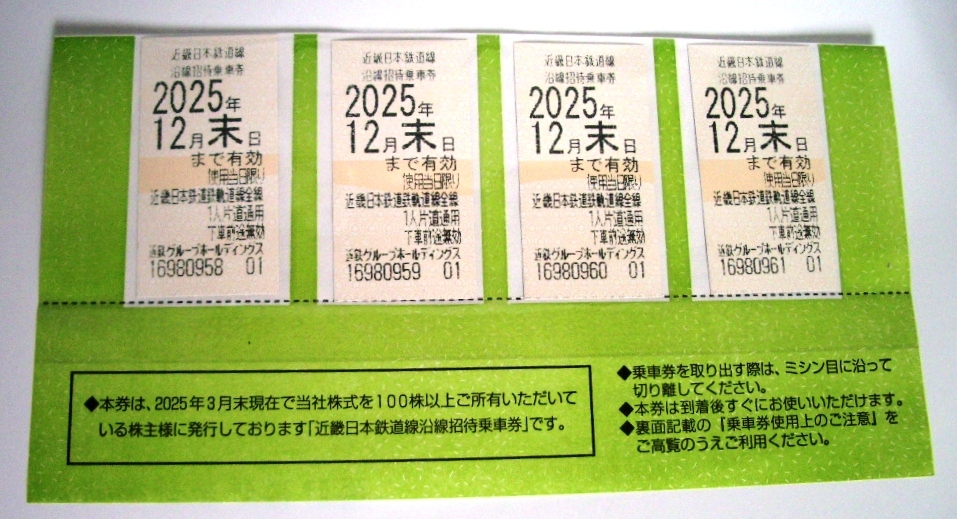 近畿日本鉄道線
沿線招待乗車券
2025年
12月末日
まで有効
使用当日限り
近畿日本鉄道鉄軌道線全線
1人片道通用
下車前途無効
近鉄グループホールディングス
16980958 01
近畿日本鉄道線
沿線招待乗車券
2025年
12月末日
まで有効
使用当日限り
近畿日本鉄道鉄軌道線全線
1人片道通用
下車前途無効
近鉄グループホールディングス
16980959 01
近畿日本鉄道線
沿線招待乗車券
2025年
12月末日
まで有効
使用当日限り
近畿日本鉄道鉄軌道線全線
1人片道通用
下車前途無効
近鉄グループホールディングス
16980960 01
近畿日本鉄道線
沿線招待乗車券
2025年
12月末日
まで有効
使用当日限り
近畿日本鉄道鉄軌道線全線
1人片道通用
下車前途無効
近鉄グループホールディングス
16980961 01
◆本券は、2025年3月末現在で当社株式を100株以上ご所有いただいて
いる株主様に発行しております「近畿日本鉄道線沿線招待乗車券」です。
◆乗車券を取り出す際は、ミシン目に沿って
切り離してください。
◆本券は到着後すぐにお使いいただけます。
◆裏面記載の『乗車券使用上のご注意』を
ご高覧のうえご利用ください。